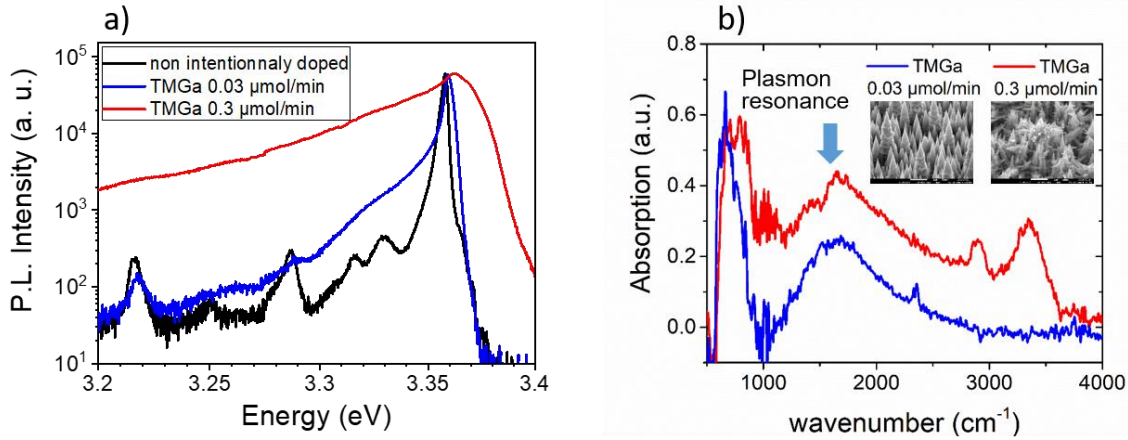 a)
10⁵
10⁴
10³
10²
10¹
P.L. Intensity (a. u.)
non intentionnaly doped
TMGa 0.03 µmol/min
TMGa 0.3 µmol/min
3.2 3.25 3.3 3.35 3.4
Energy (eV)
b)
0.8
0.6
0.4
0.2
0.0
Absorption (a.u.)
Plasmon
resonance
TMGa
0.03 µmol/min
TMGa
0.3 µmol/min
1000 2000 3000 4000
wavenumber (cm⁻¹)